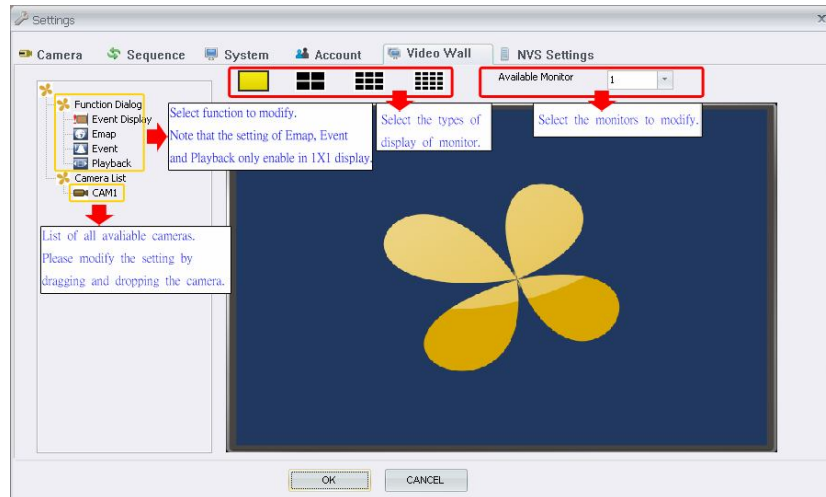 Settings
Camera Sequence System Account Video Wall NVS Settings
Available Monitor 1
Function Dialog
Event Display
Emap
Event
Playback
Camera List
CAM1
Select function to modify.
Note that the setting of Emap, Event
and Playback only enable in 1X1 display.
Select the types of
display of monitor.
Select the monitors to modify.
List of all avaliable cameras.
Please modify the setting by
dragging and dropping the camera.
OK CANCEL